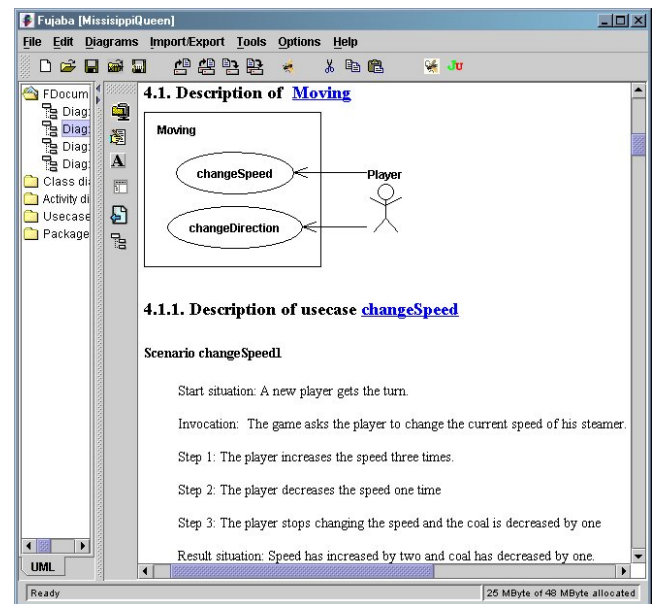 Fujaba [MissisippiQueen]
File Edit Diagrams Import/Export Tools Options Help
FDocum
Diag:
Diag:
Diag:
Diag:
Class di
Activity di
Usecase
Package
UML
4.1. Description of Moving
Moving
changeSpeed
Player
changeDirection
4.1.1. Description of usecase changeSpeed
Scenario changeSpeed1
Start situation: A new player gets the turn.
Invocation: The game asks the player to change the current speed of his steamer.
Step 1: The player increases the speed three times.
Step 2: The player decreases the speed one time
Step 3: The player stops changing the speed and the coal is decreased by one
Result situation: Speed has increased by two and coal has decreased by one.
Ready
25 MByte of 48 MByte allocated